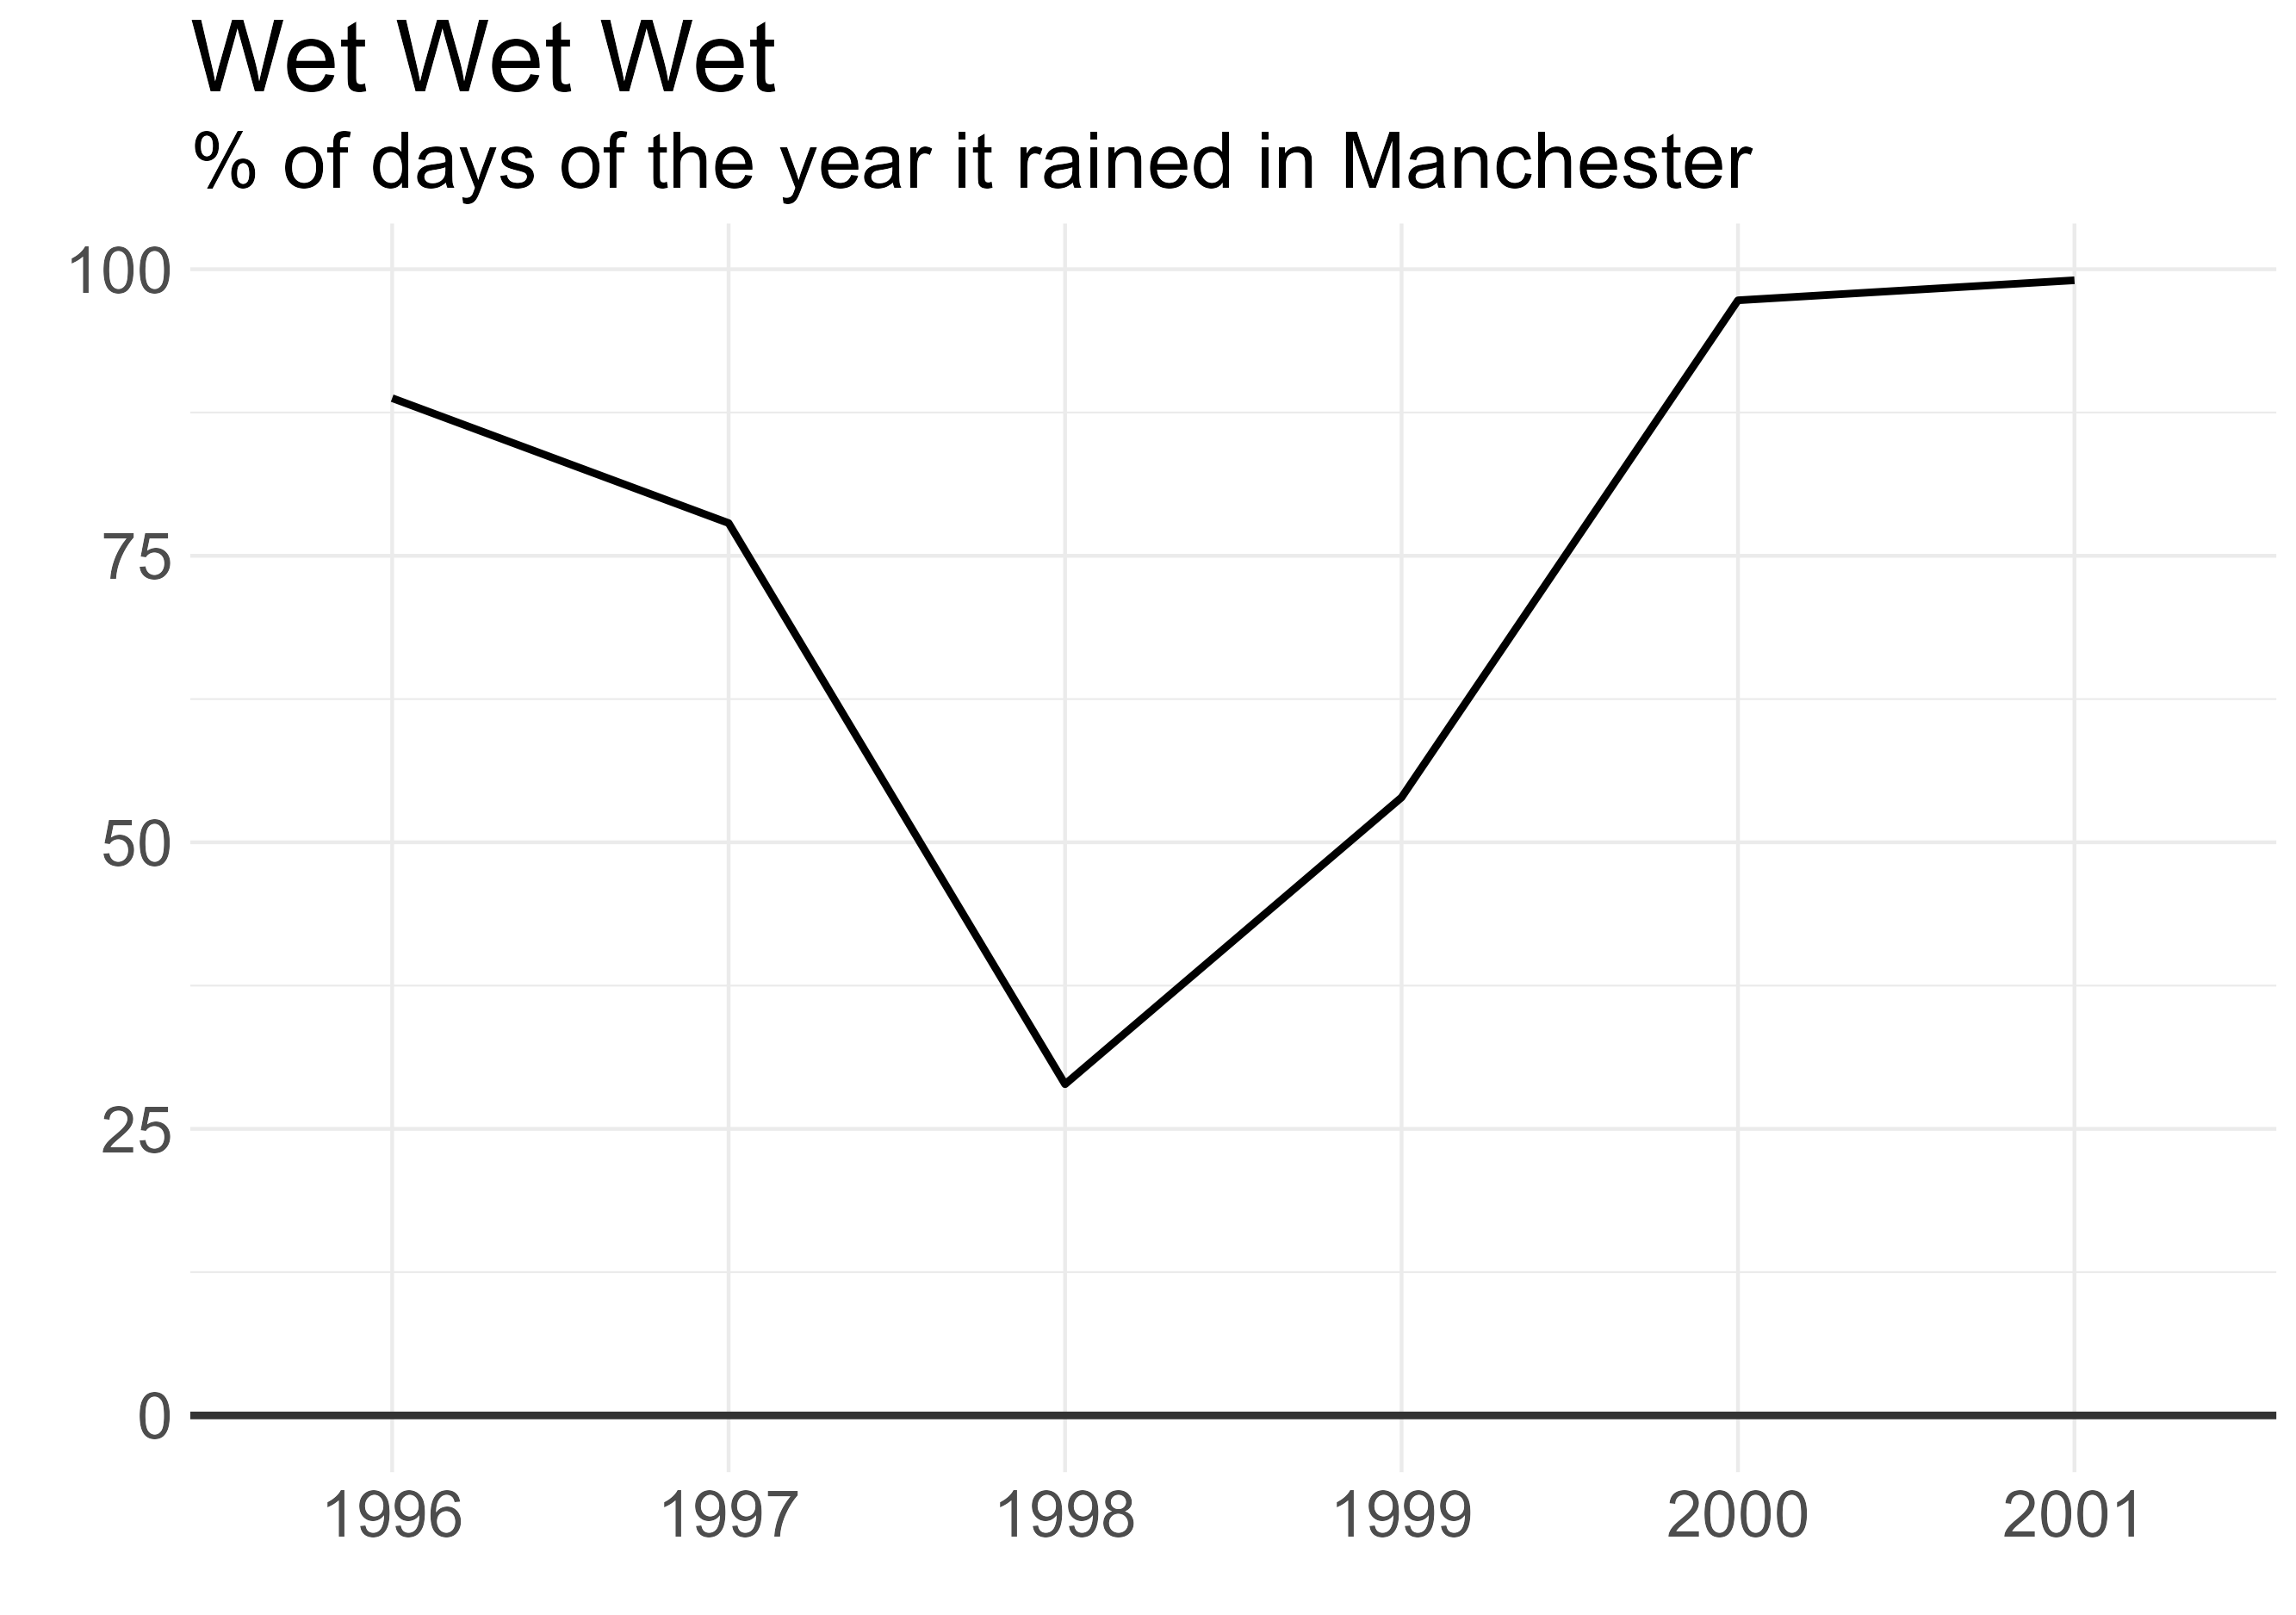 Wet Wet Wet
% of days of the year it rained in Manchester
100
75
50
25
0
1996 1997 1998 1999 2000 2001